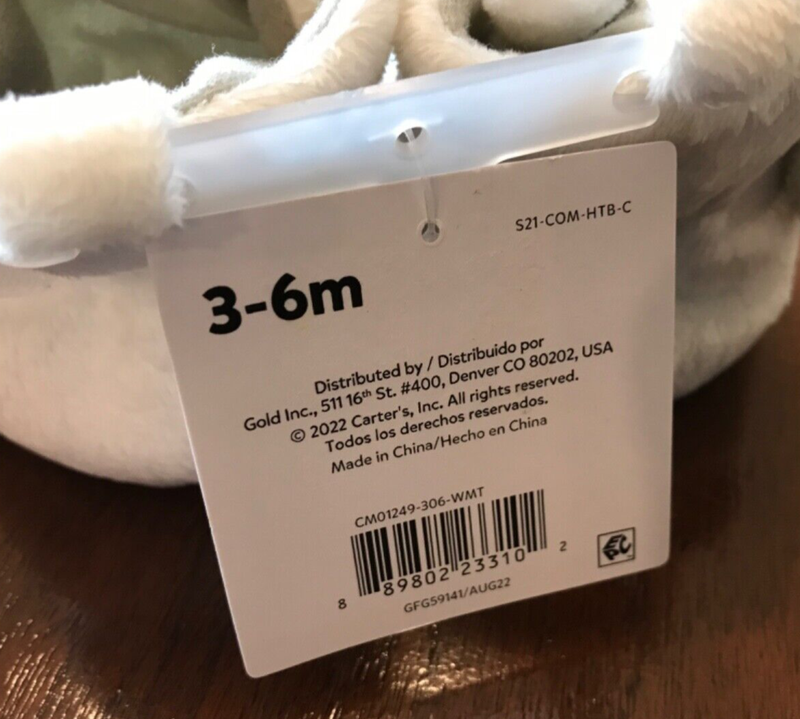 S21-COM-HTB-C
3-6m
Distributed by / Distribuido por
Gold Inc., 511 16th St. #400, Denver CO 80202, USA
© 2022 Carter's, Inc. All rights reserved.
Todos los derechos reservados.
Made in China/Hecho en China
CM01249-306-WMT
8 89802 23310 2
EPC
GFG59141/AUG22